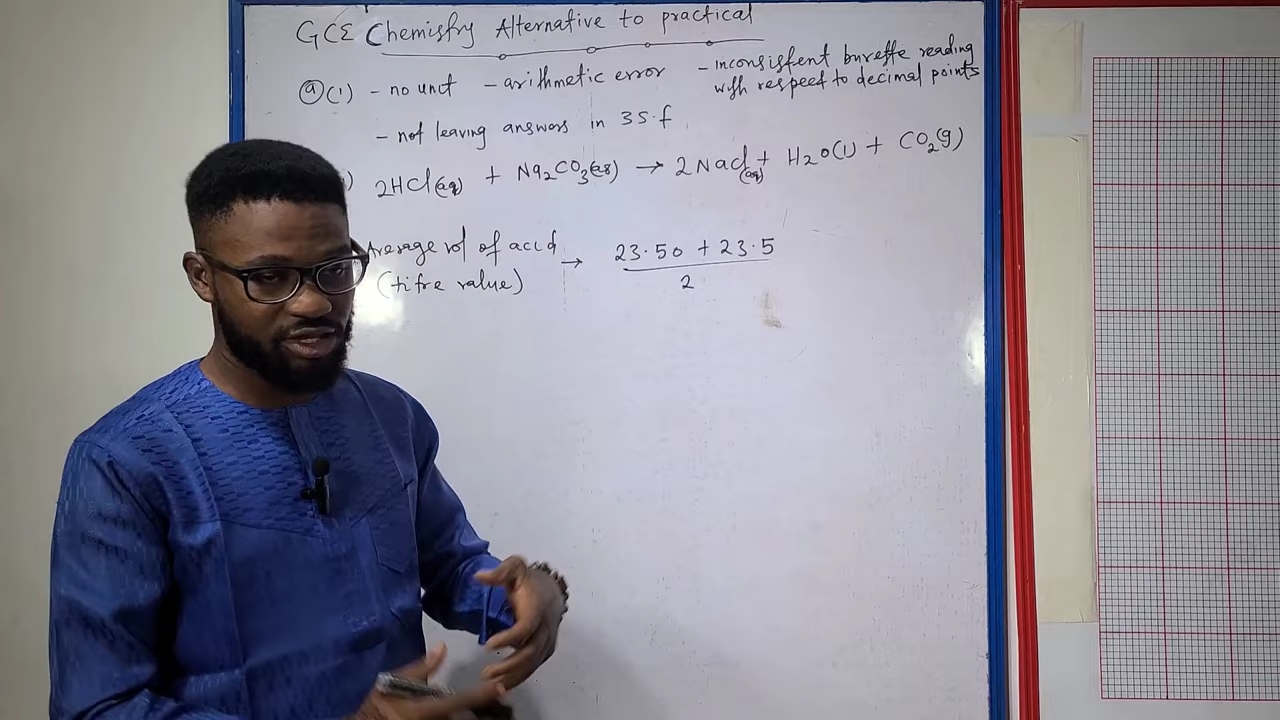 GCE Chemistry Alternative to practical
(a)(i) - no unit - arithmetic error - inconsistent burette reading
with respect to decimal points
- not leaving answers in 3 S.f
) 2HCl(aq) + Na₂CO₃(aq) → 2NaCl(aq) + H₂O(l) + CO₂(g)
Average vol of acid → 23.50 + 23.5
(titre value) 2